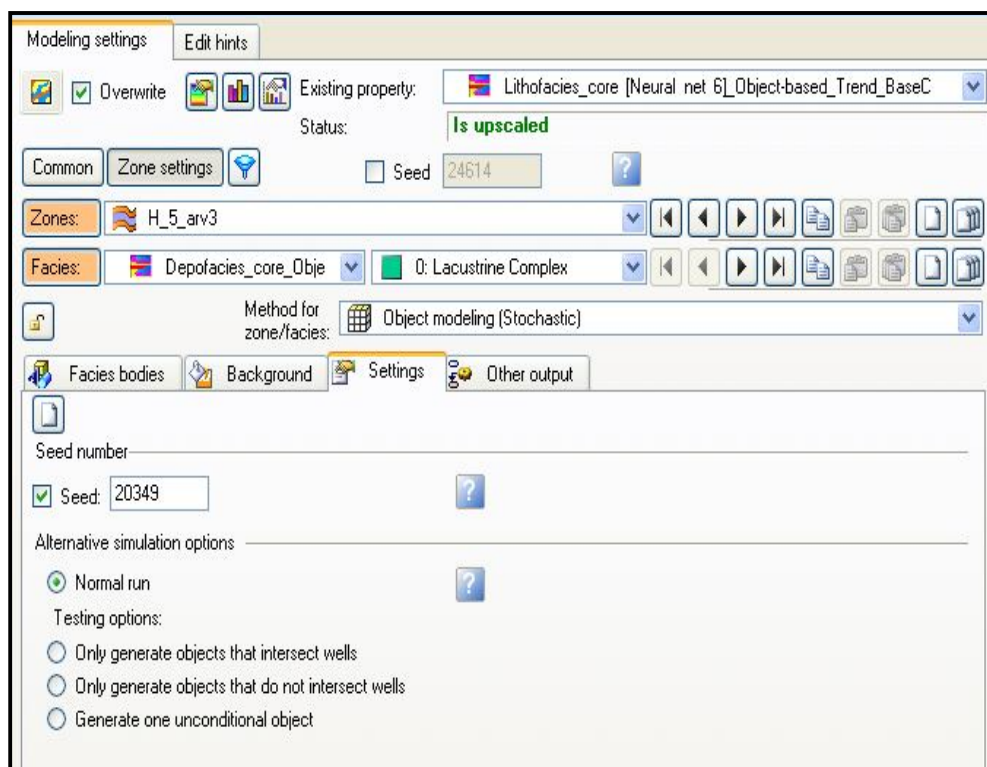 Modeling settings Edit hints
Overwrite Existing property: Lithofacies_core [Neural net 6]_Object-based_Trend_BaseC
Status: Is upscaled
Common Zone settings Seed 24614 ?
Zones: H_5_arv3
Facies: Depofacies_core_Obje 0: Lacustrine Complex
Method for
zone/facies: Object modeling (Stochastic)
Facies bodies Background Settings Other output
Seed number
Seed: 20349 ?
Alternative simulation options
Normal run ?
Testing options:
Only generate objects that intersect wells
Only generate objects that do not intersect wells
Generate one unconditional object